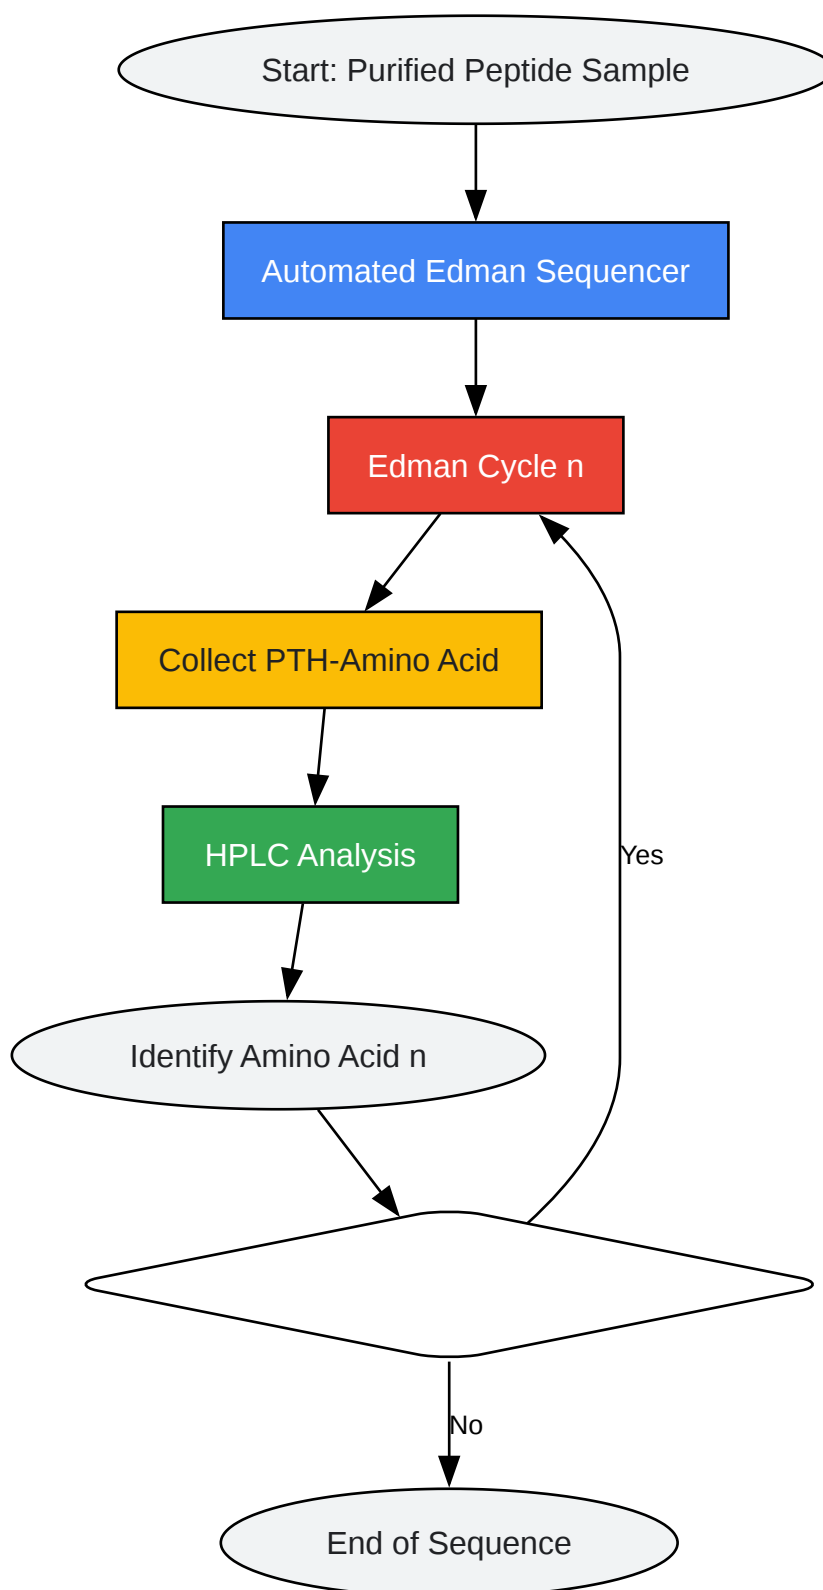 Start: Purified Peptide Sample
Automated Edman Sequencer
Edman Cycle n
Collect PTH-Amino Acid
HPLC Analysis
Yes
Identify Amino Acid n
No
End of Sequence